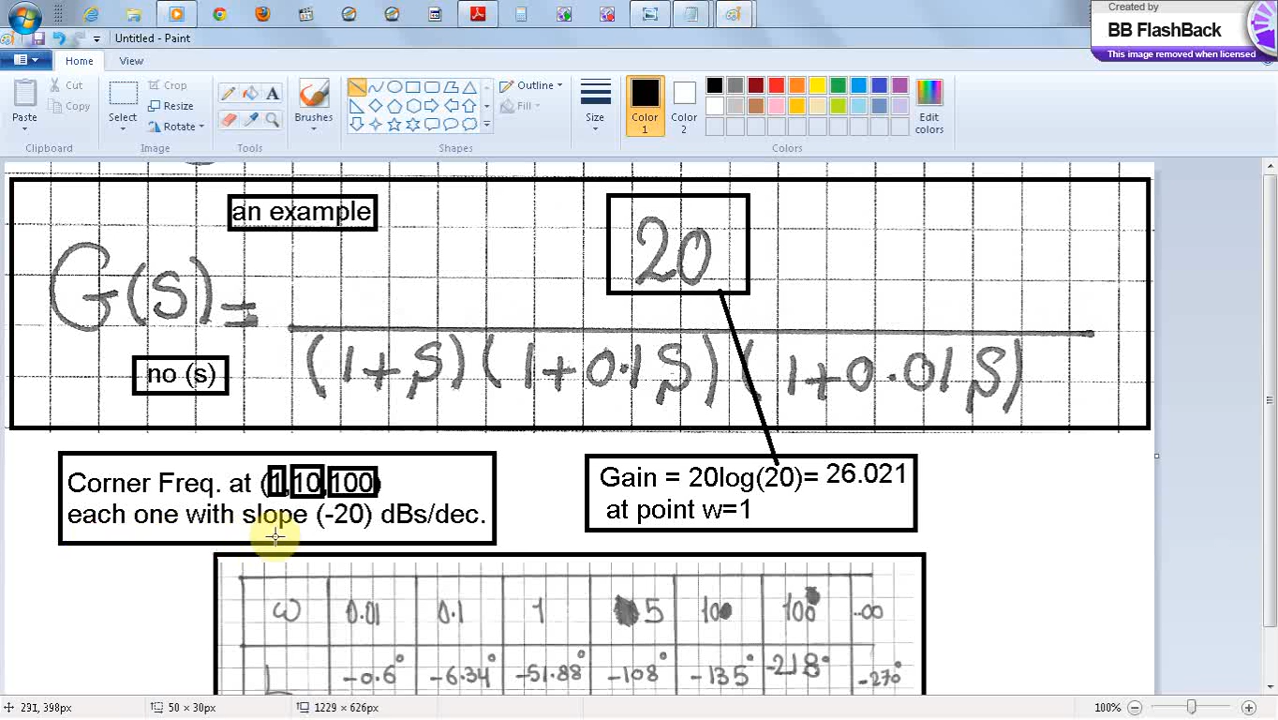 Created by
BB FlashBack
This image removed when licensed
Untitled - Paint
Home
View
Paste
Cut
Copy
Clipboard
Select
Crop
Resize
Rotate
Image
A
Tools
Brushes
Outline
Fill
Shapes
Size
Color 1
Color 2
Edit colors
Colors
an example
20
G(S)=
(1+S)(1+0.1S)(1+0.01S)
no (s)
Corner Freq. at (1,10,100)
each one with slope (-20) dBs/dec.
Gain = 20log(20)= 26.021
at point w=1
ω 0.01 0.1 1 5 10 100 ∞
-0.6° -6.34° -51.88° -108° -135° -218° -270°
291, 398px
50 × 30px
1229 × 626px
100%